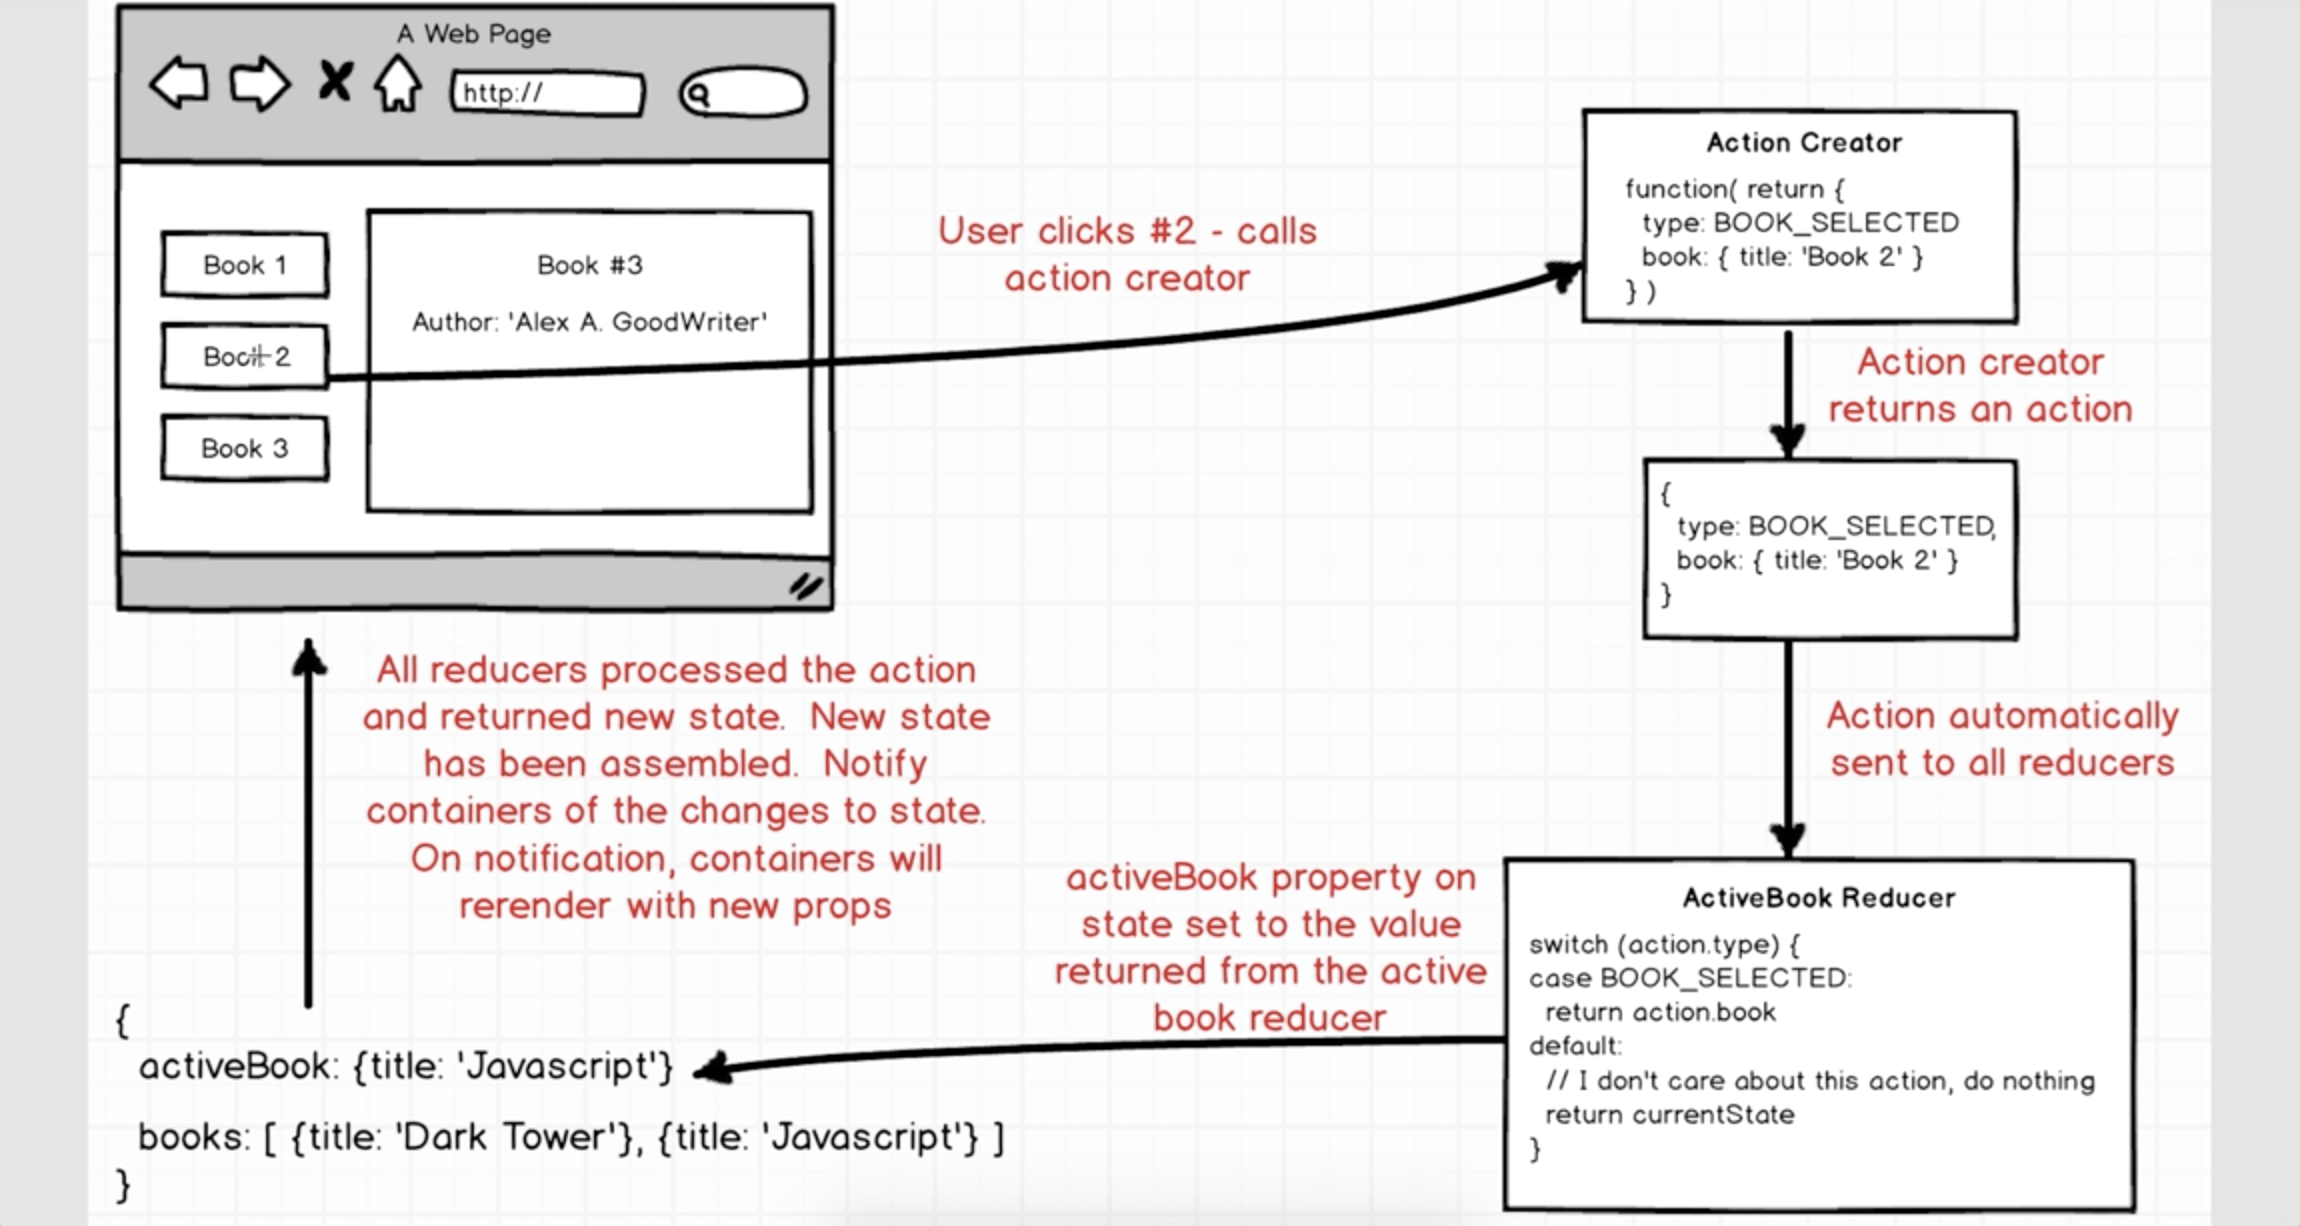 A Web Page
http://
Book 1
Book 2
Book 3
Book #3
Author: 'Alex A. GoodWriter'
User clicks #2 - calls
action creator
Action Creator
function( return {
type: BOOK_SELECTED
book: { title: 'Book 2' }
} )
Action creator
returns an action
{
type: BOOK_SELECTED,
book: { title: 'Book 2' }
}
Action automatically
sent to all reducers
ActiveBook Reducer
switch (action.type) {
case BOOK_SELECTED:
return action.book
default:
// I don't care about this action, do nothing
return currentState
}
activeBook property on
state set to the value
returned from the active
book reducer
{
activeBook: {title: 'Javascript'}
books: [ {title: 'Dark Tower'}, {title: 'Javascript'} ]
}
All reducers processed the action
and returned new state. New state
has been assembled. Notify
containers of the changes to state.
On notification, containers will
rerender with new props